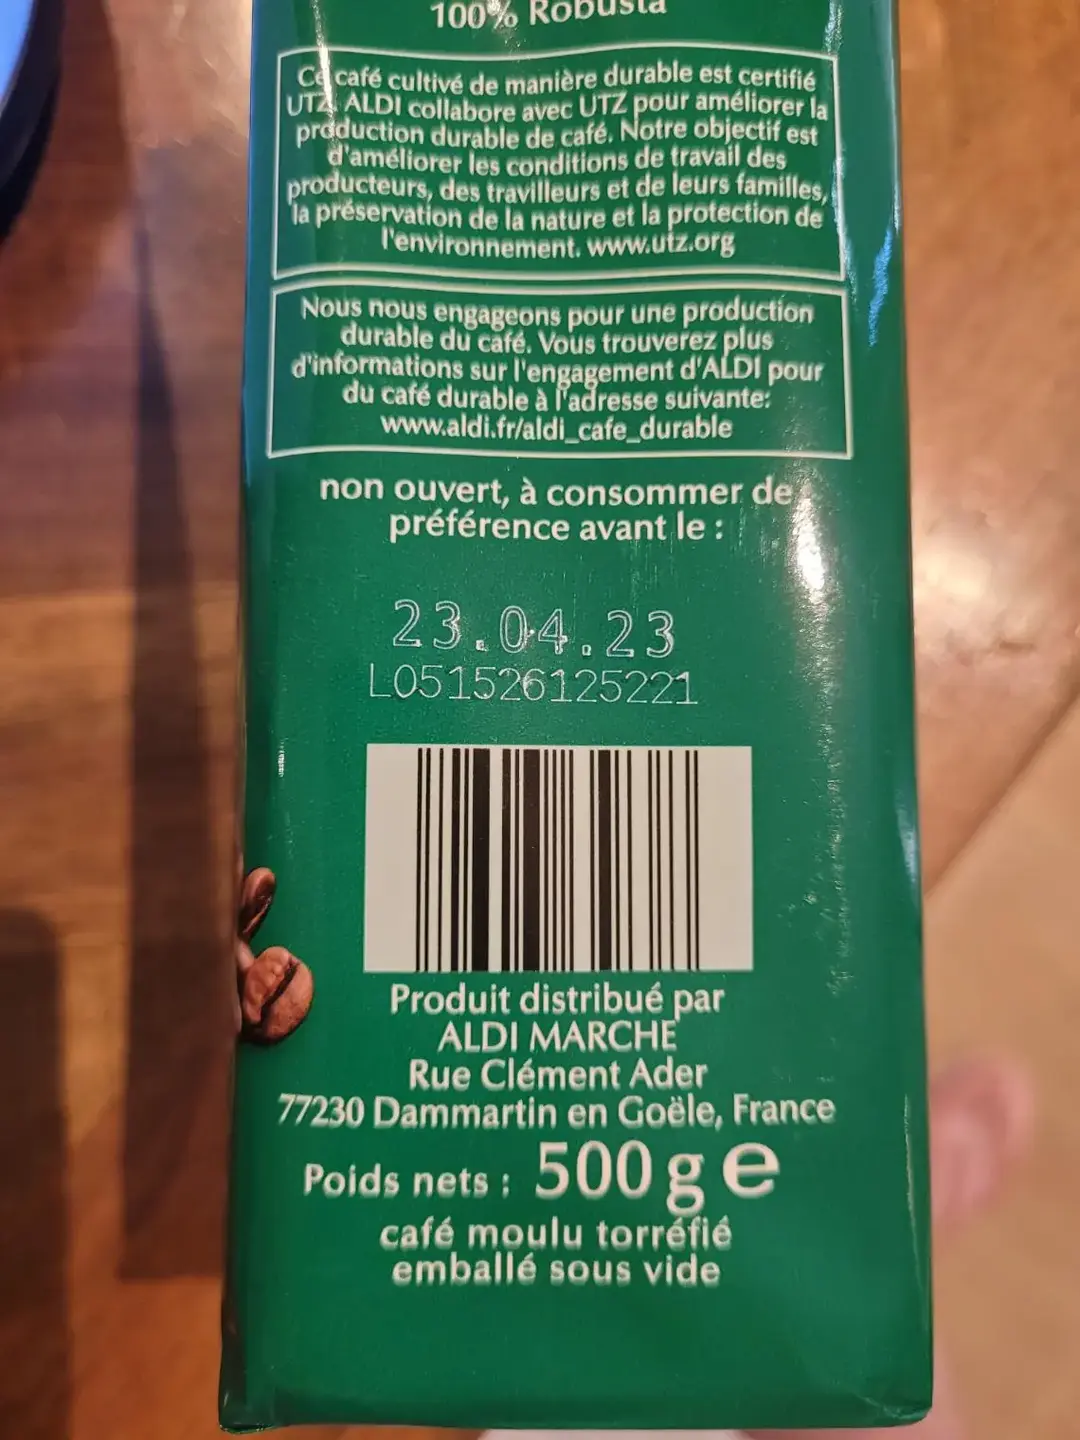 100% Robusta
Ce café cultivé de manière durable est certifié
UTZ. ALDI collabore avec UTZ pour améliorer la
production durable de café. Notre objectif est
d'améliorer les conditions de travail des
producteurs, des travilleurs et de leurs familles,
la préservation de la nature et la protection de
l'environnement. www.utz.org
Nous nous engageons pour une production
durable du café. Vous trouverez plus
d'informations sur l'engagement d'ALDI pour
du café durable à l'adresse suivante:
www.aldi.fr/aldi_cafe_durable
non ouvert, à consommer de
préférence avant le :
23.04.23
L051526125221
Produit distribué par
ALDI MARCHE
Rue Clément Ader
77230 Dammartin en Goële, France
Poids nets : 500 g e
café moulu torréfié
emballé sous vide